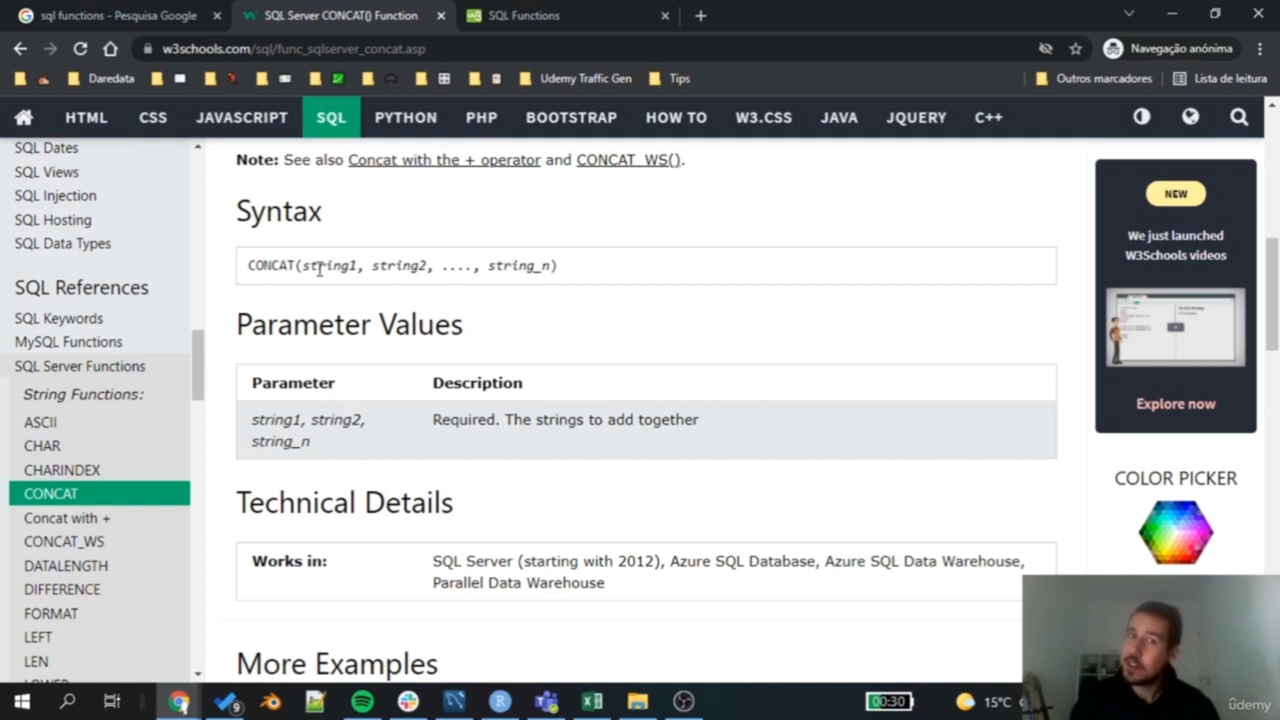 sql functions - Pesquisa Google
SQL Server CONCAT() Function
SQL Functions
w3schools.com/sql/func_sqlserver_concat.asp
Navegação anónima
Daredata
Udemy Traffic Gen
Tips
Outros marcadores
Lista de leitura
HTML CSS JAVASCRIPT SQL PYTHON PHP BOOTSTRAP HOW TO W3.CSS JAVA JQUERY C++
SQL Dates
SQL Views
SQL Injection
SQL Hosting
SQL Data Types
SQL References
SQL Keywords
MySQL Functions
SQL Server Functions
String Functions:
ASCII
CHAR
CHARINDEX
CONCAT
Concat with +
CONCAT_WS
DATALENGTH
DIFFERENCE
FORMAT
LEFT
LEN
LOWER
Note: See also Concat with the + operator and CONCAT_WS().
Syntax
CONCAT(string1, string2, ...., string_n)
Parameter Values
Parameter Description
string1, string2, Required. The strings to add together
string_n
Technical Details
Works in: SQL Server (starting with 2012), Azure SQL Database, Azure SQL Data Warehouse,
Parallel Data Warehouse
More Examples
NEW
We just launched
W3Schools videos
Explore now
COLOR PICKER
9
00:30
15°C
udemy